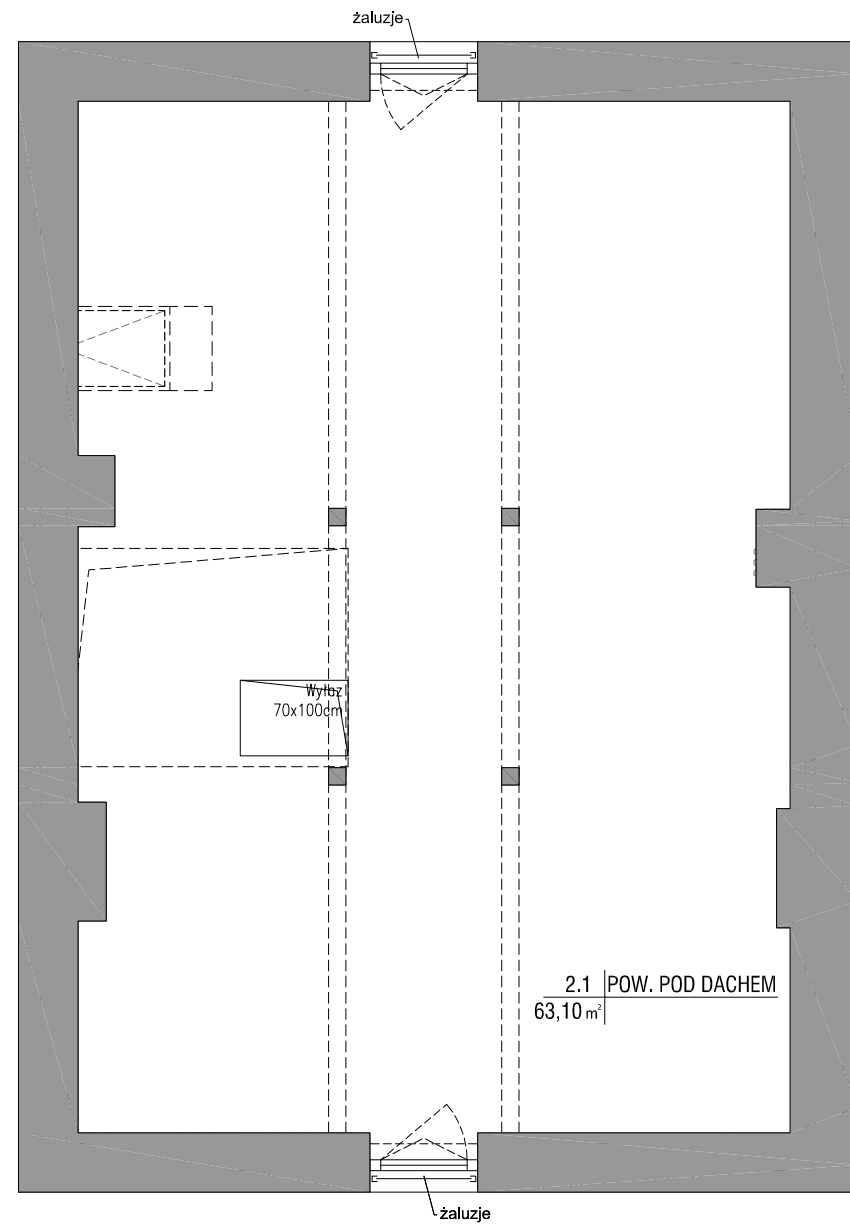 żaluzje
Wyłaz
70x100cm
2.1 POW. POD DACHEM
63,10 m²
żaluzje